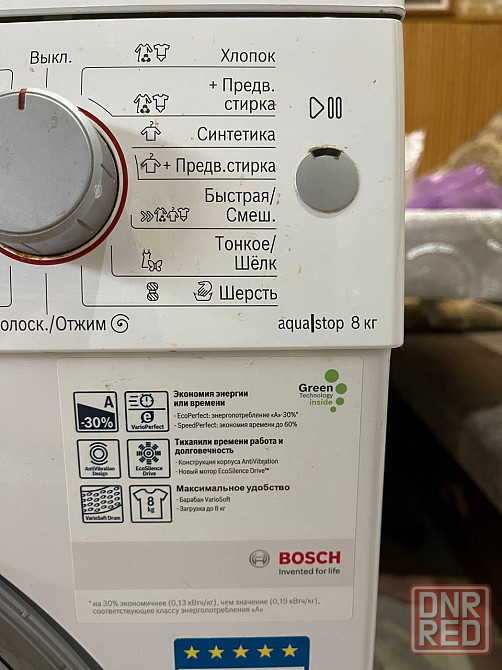 Выкл.
Хлопок
+ Предв.
стирка
Синтетика
+ Предв.стирка
Быстрая/
Смеш.
Тонкое/
Шёлк
Шерсть
олоск./Отжим
aqua|stop 8 кг
Green
Technology
inside
A
-30%
VarioPerfect
Экономия энергии
или времени
- EcoPerfect: энергопотребление «А»-30%*
- SpeedPerfect: экономия времени до 60%
AntiVibration
Design
EcoSilence
Drive
Тихаяили времени работа и
долговечность
- Конструкция корпуса AntiVibration
- Новый мотор EcoSilence Drive™
VarioSoft Drum
8
kg
Максимальное удобство
- Барабан VarioSoft
- Загрузка до 8 кг
BOSCH
Invented for life
* на 30% экономичнее (0,13 кВтч/кг), чем значение (0,19 кВтч/кг),
соответствующее классу энергопотребления «А»
DNR
RED